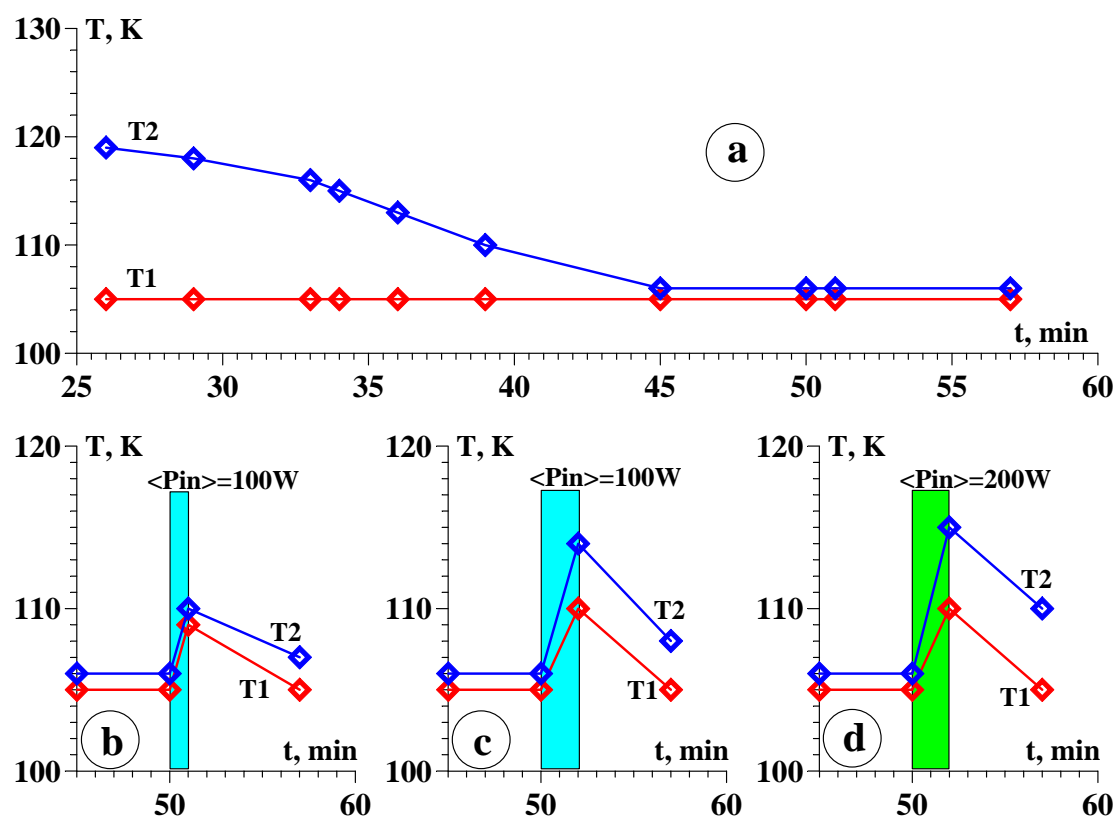 130 T, K
T2
120
a
110
T1
t, min
100
25 30 35 40 45 50 55 60
120 T, K
<Pin>=100W
110
T2
T1
b
t, min
100
50 60
120 T, K
<Pin>=100W
110
T2
T1
c
t, min
100
50 60
120 T, K
<Pin>=200W
110
T2
T1
d
t, min
100
50 60